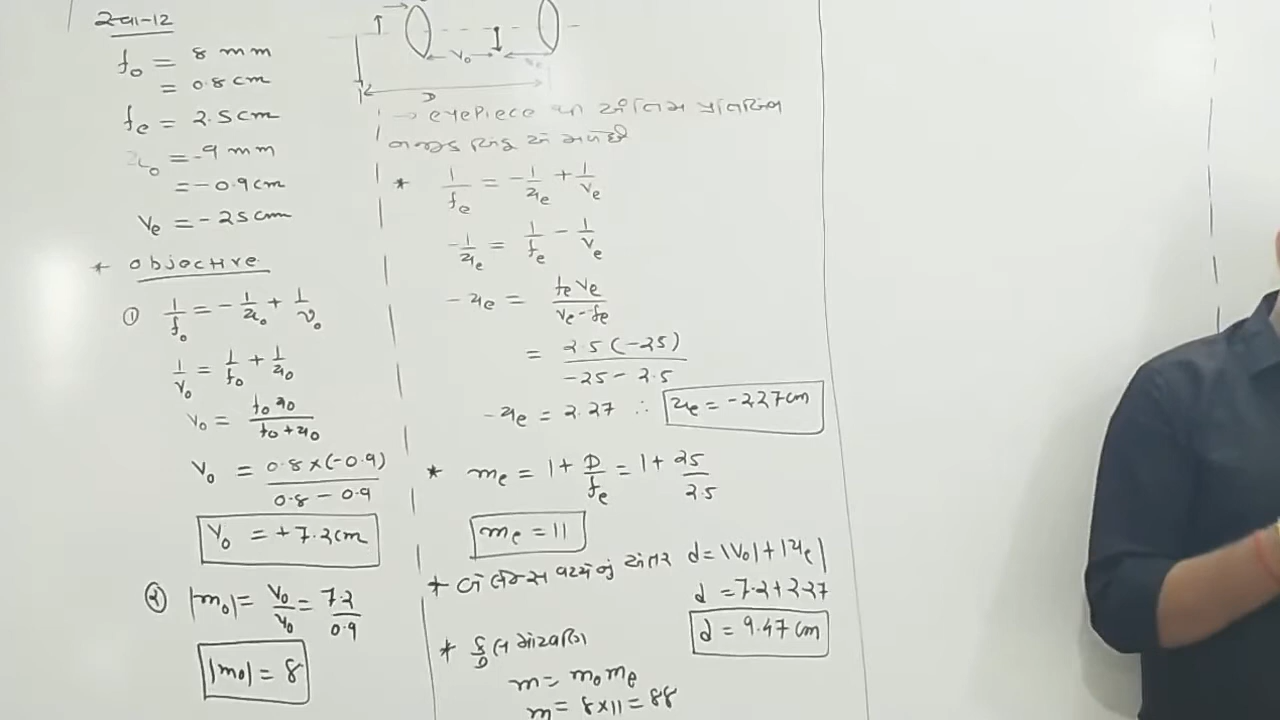 સ્વા-12
f₀ = 8 mm
= 0.8 cm
fₑ = 2.5 cm
u₀ = -9 mm
= -0.9 cm
Vₑ = -25 cm
* Objective
① 1/f₀ = -1/u₀ + 1/v₀
1/v₀ = 1/f₀ + 1/u₀
v₀ = f₀u₀/(f₀+u₀)
v₀ = 0.8×(-0.9)/(0.8-0.9)
v₀ = +7.2 cm
② |m₀| = v₀/u₀ = 7.2/0.9
|m₀| = 8
v₀
D
→ eyepiece અંતિમ પ્રતિબિંબ
નજીક બિંદુ એ
* 1/fₑ = -1/uₑ + 1/vₑ
-1/uₑ = 1/fₑ - 1/vₑ
-uₑ = fₑvₑ/(vₑ-fₑ)
= 2.5(-25)/(-25-2.5)
-uₑ = 2.27 ∴ uₑ = -2.27 cm
* mₑ = 1 + D/fₑ = 1 + 25/2.5
mₑ = 11
* બે લેન્સ વચ્ચેનું અંતર d = |v₀| + |uₑ|
d = 7.2 + 2.27
d = 9.47 cm
* મોટવણી
m = m₀mₑ
m = 8×11 = 88